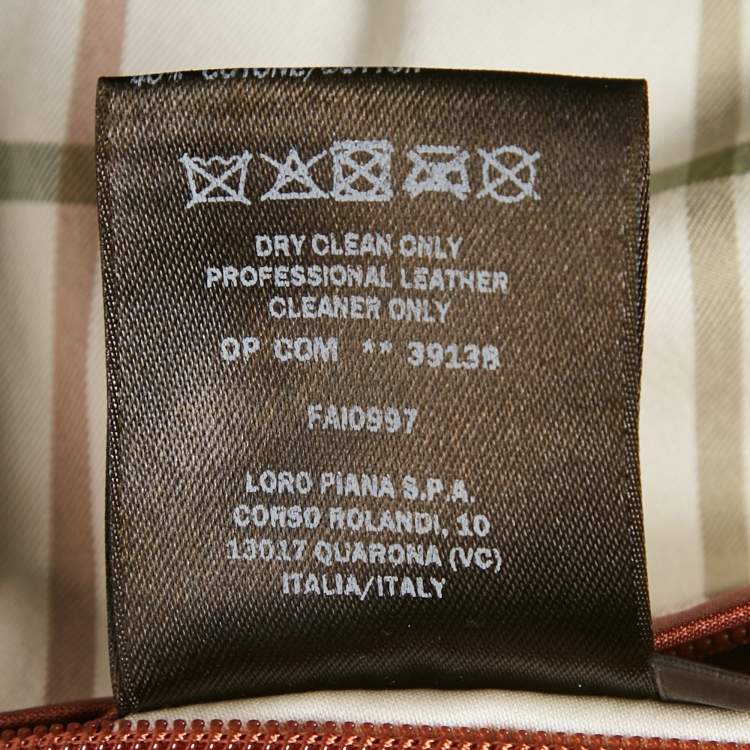 DRY CLEAN ONLY
PROFESSIONAL LEATHER
CLEANER ONLY
OP COM ** 39138
FAI0997
LORO PIANA S.P.A.
CORSO ROLANDI, 10
13017 QUARONA (VC)
ITALIA/ITALY